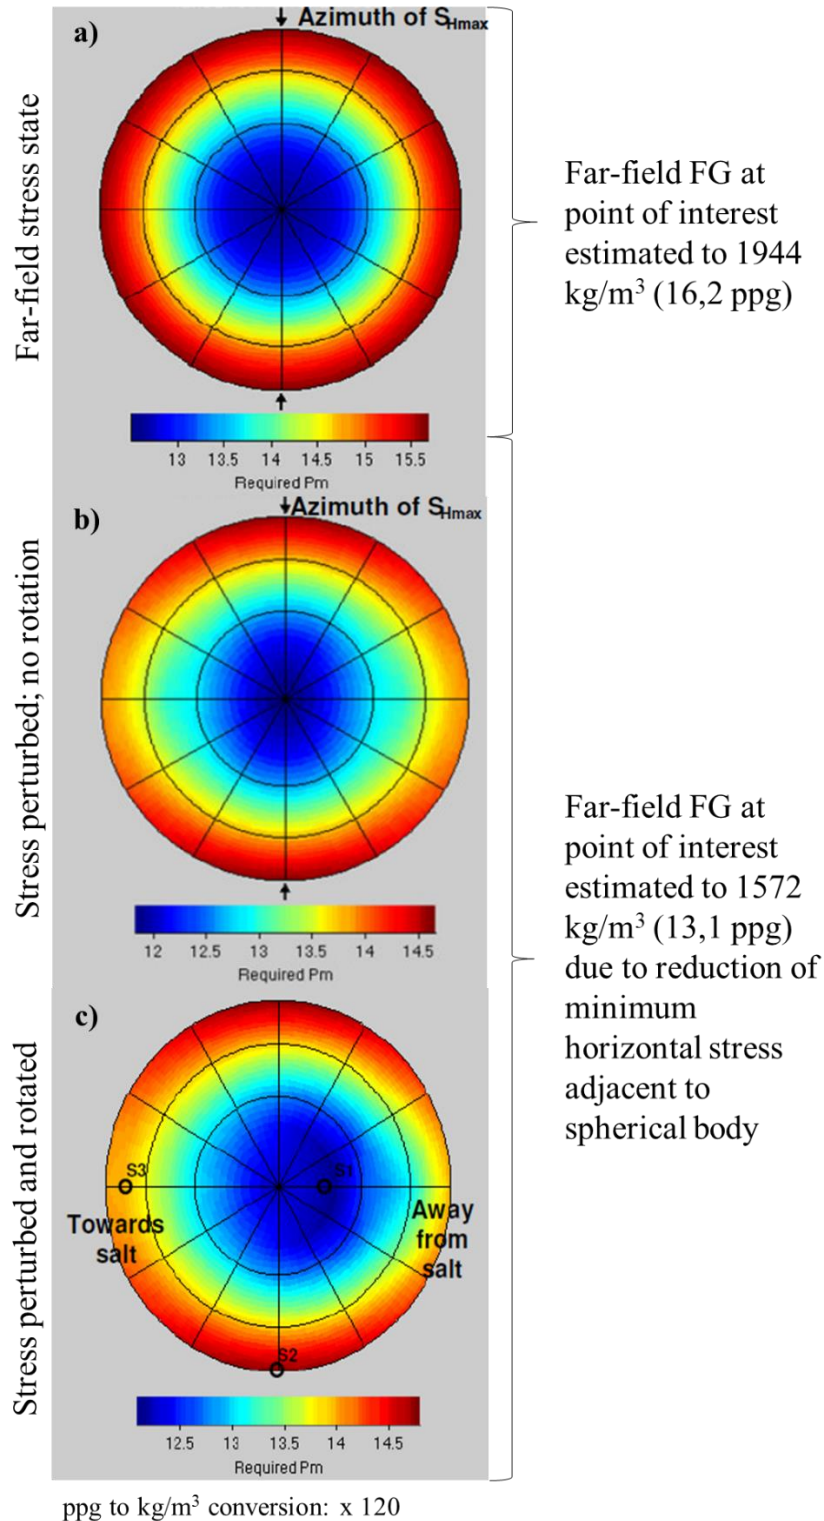 a)
Azimuth of SHmax
Far-field stress state
13 13.5 14 14.5 15 15.5
Required Pm
Far-field FG at
point of interest
estimated to 1944
kg/m³ (16,2 ppg)
b)
Azimuth of SHmax
Stress perturbed; no rotation
12 12.5 13 13.5 14 14.5
Required Pm
Far-field FG at
point of interest
estimated to 1572
kg/m³ (13,1 ppg)
due to reduction of
minimum
horizontal stress
adjacent to
spherical body
c)
Stress perturbed and rotated
S3
S1
Towards
salt
Away
from
salt
S2
12.5 13 13.5 14 14.5
Required Pm
ppg to kg/m³ conversion: x 120